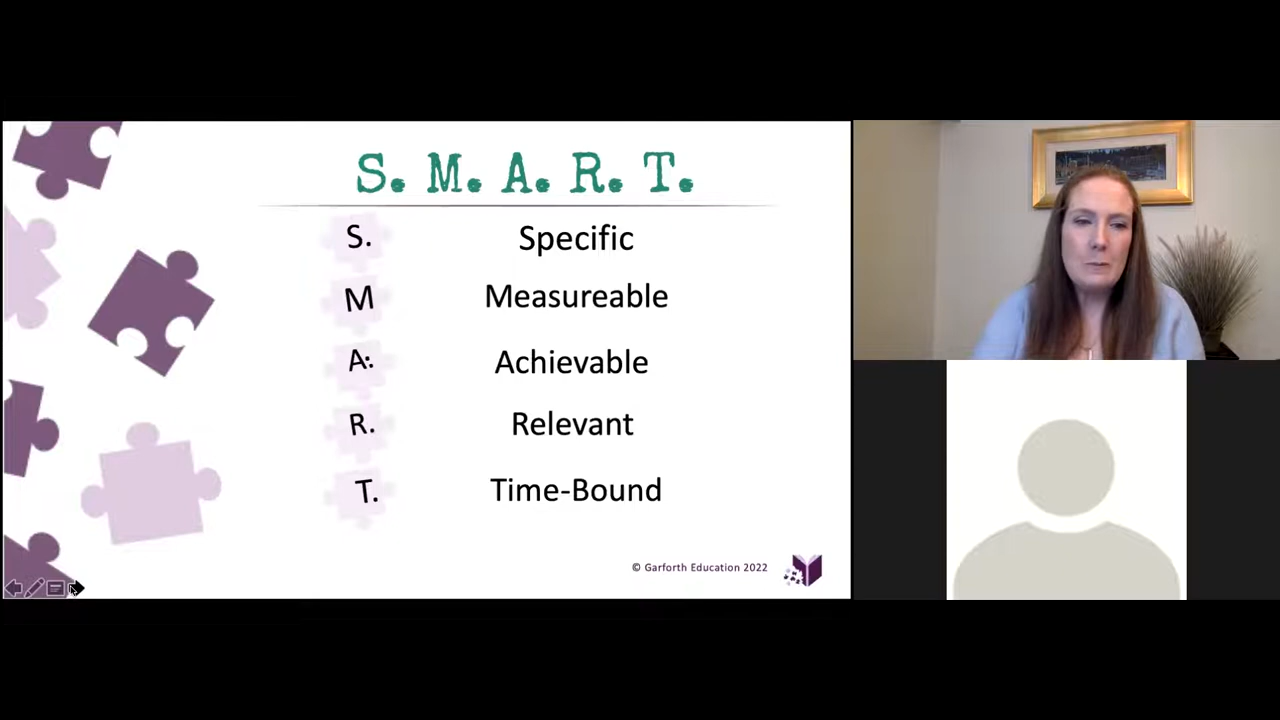 S. M. A. R. T.
S. Specific
M Measureable
A: Achievable
R. Relevant
T. Time-Bound
© Garforth Education 2022